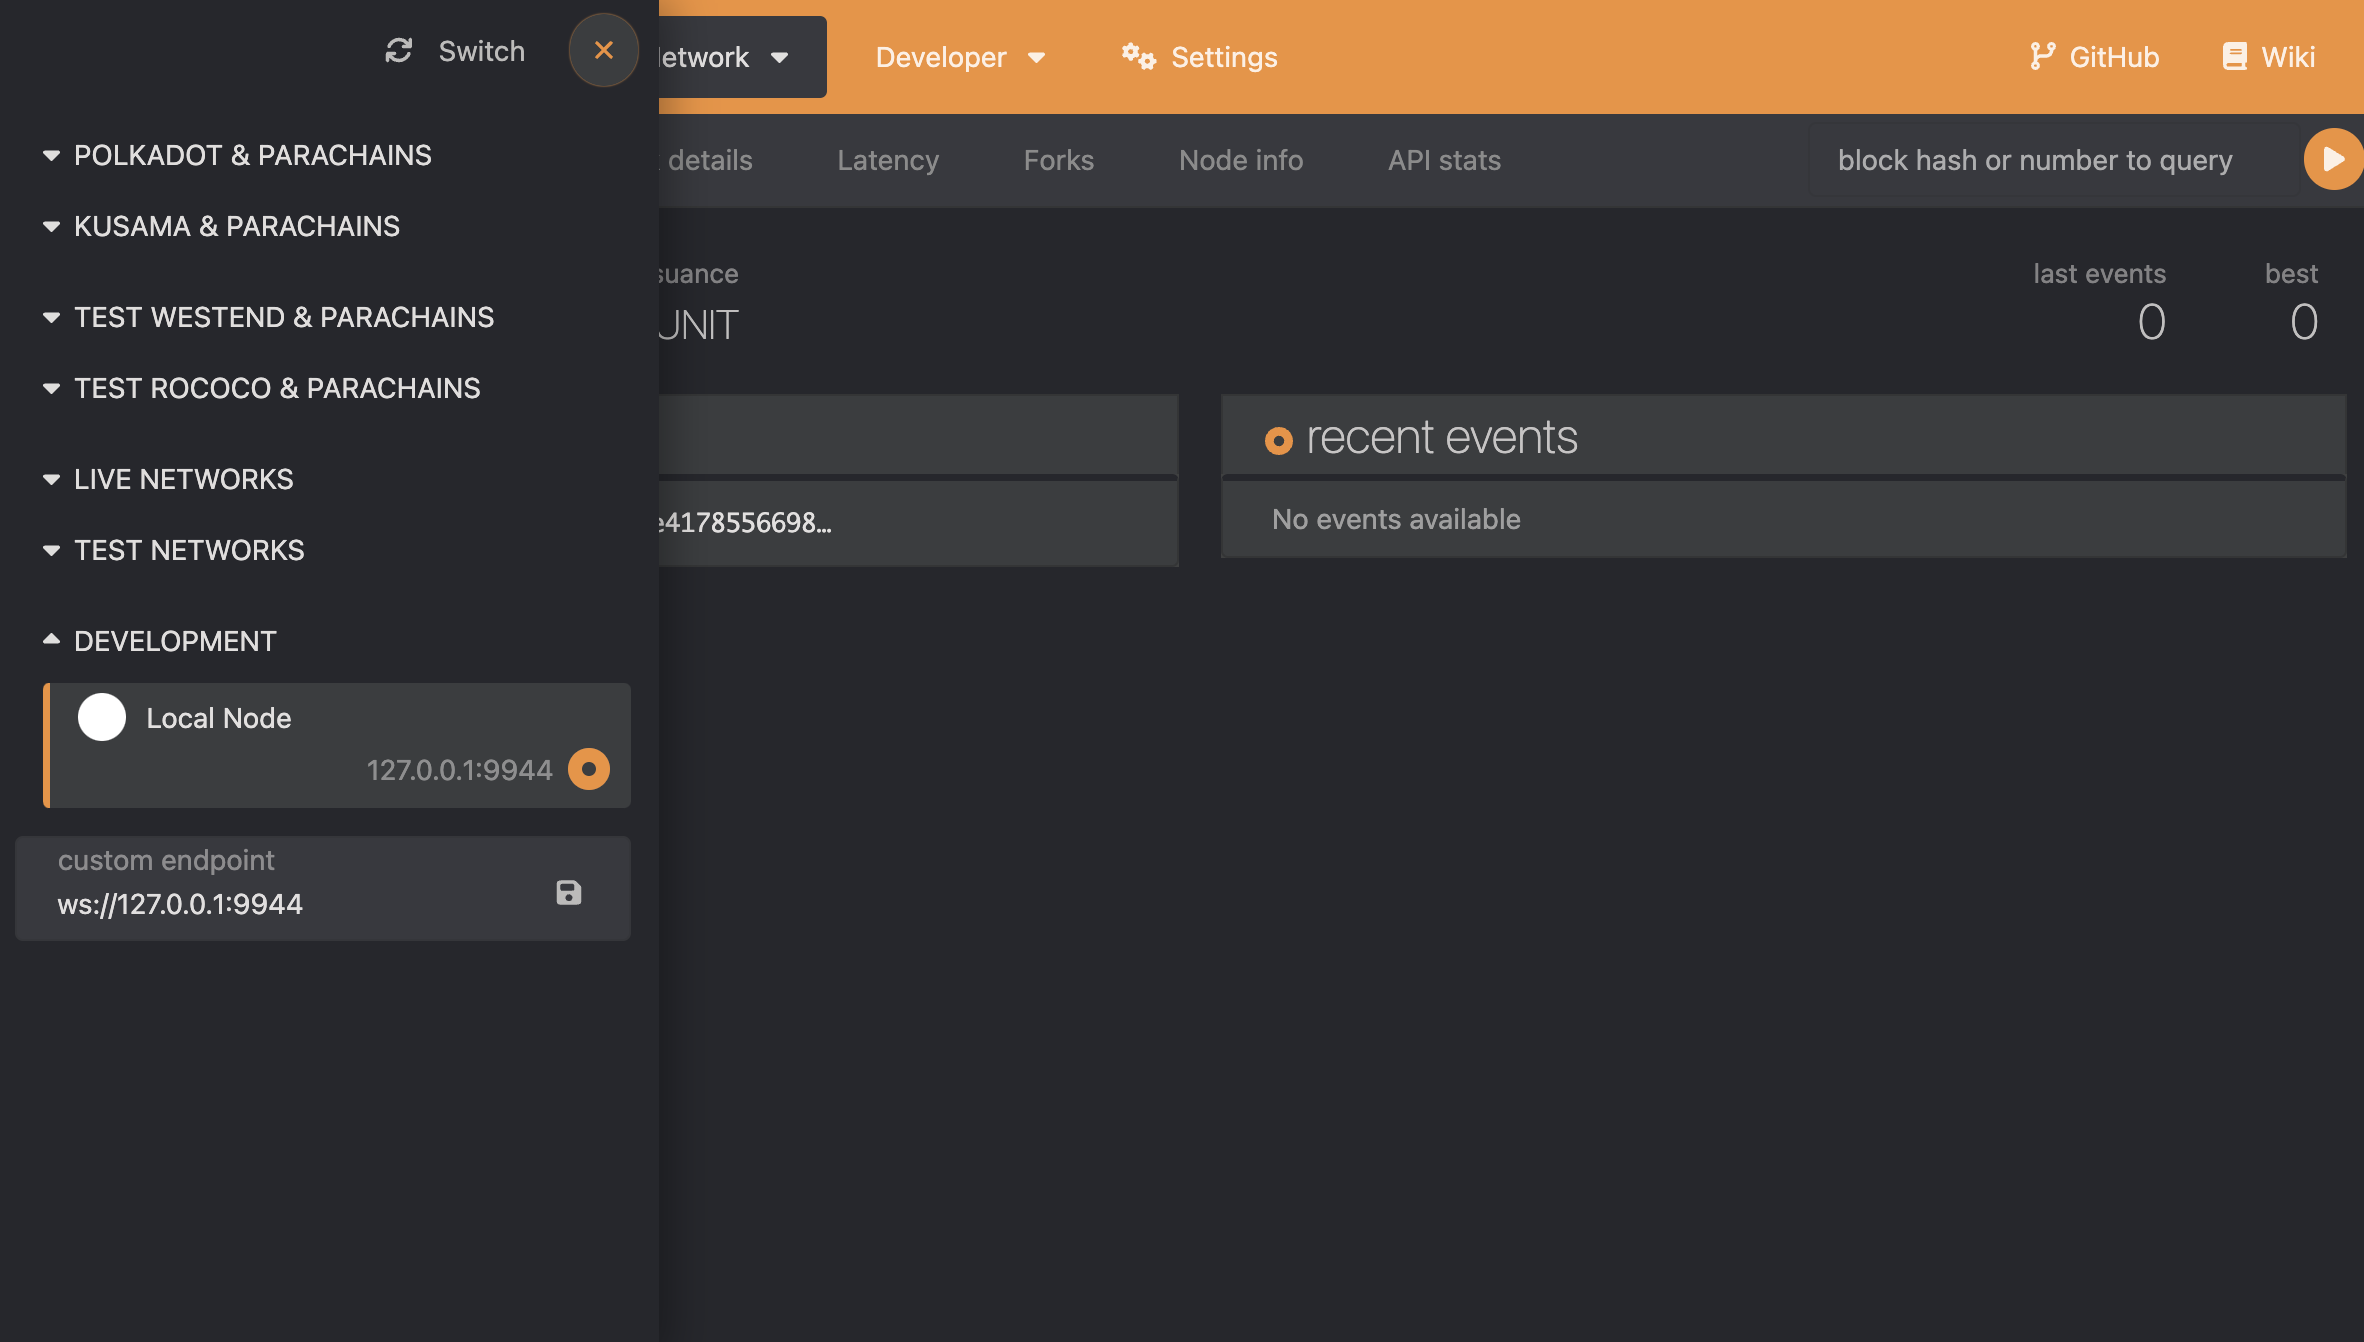 Switch
Network
Developer
Settings
GitHub
Wiki
details
Latency
Forks
Node info
API stats
block hash or number to query
POLKADOT & PARACHAINS
KUSAMA & PARACHAINS
TEST WESTEND & PARACHAINS
TEST ROCOCO & PARACHAINS
LIVE NETWORKS
TEST NETWORKS
DEVELOPMENT
Local Node
127.0.0.1:9944
custom endpoint
ws://127.0.0.1:9944
suance
UNIT
last events
0
best
0
e4178556698...
recent events
No events available